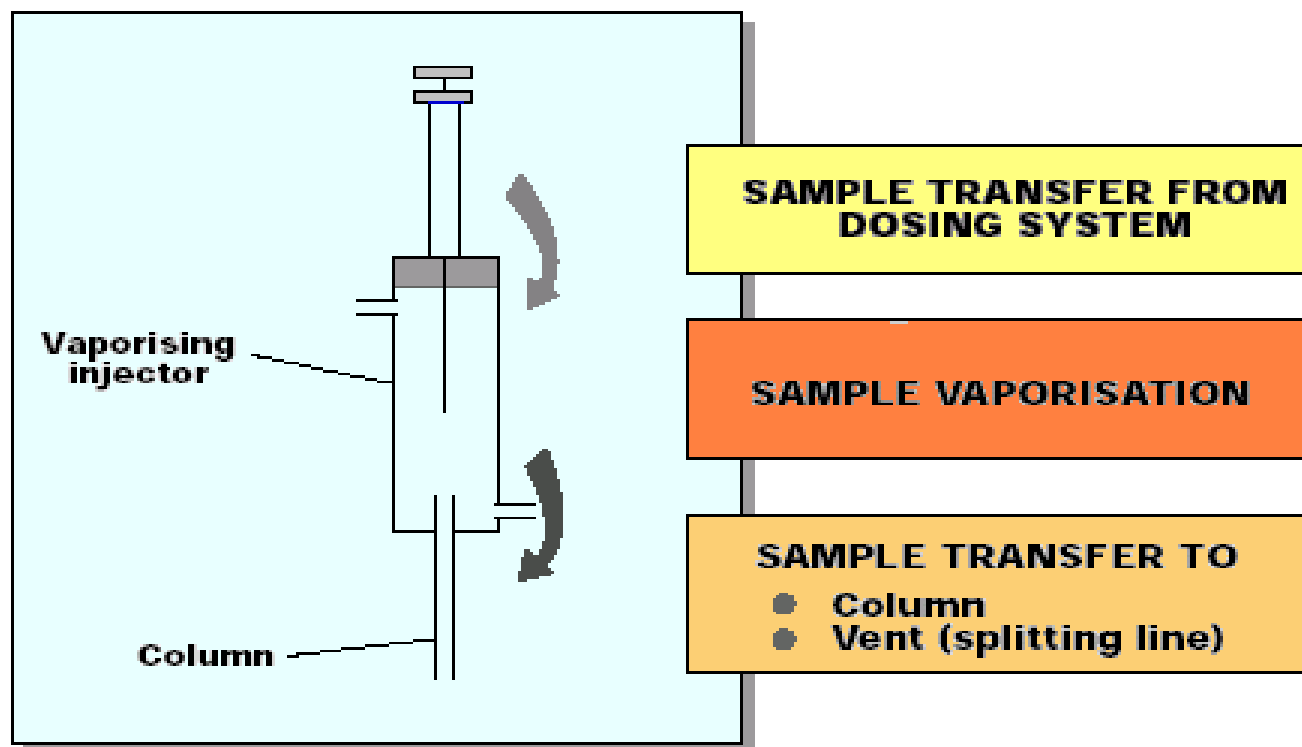 SAMPLE TRANSFER FROM
DOSING SYSTEM
Vaporising
injector
SAMPLE VAPORISATION
SAMPLE TRANSFER TO
Column
Vent (splitting line)
Column